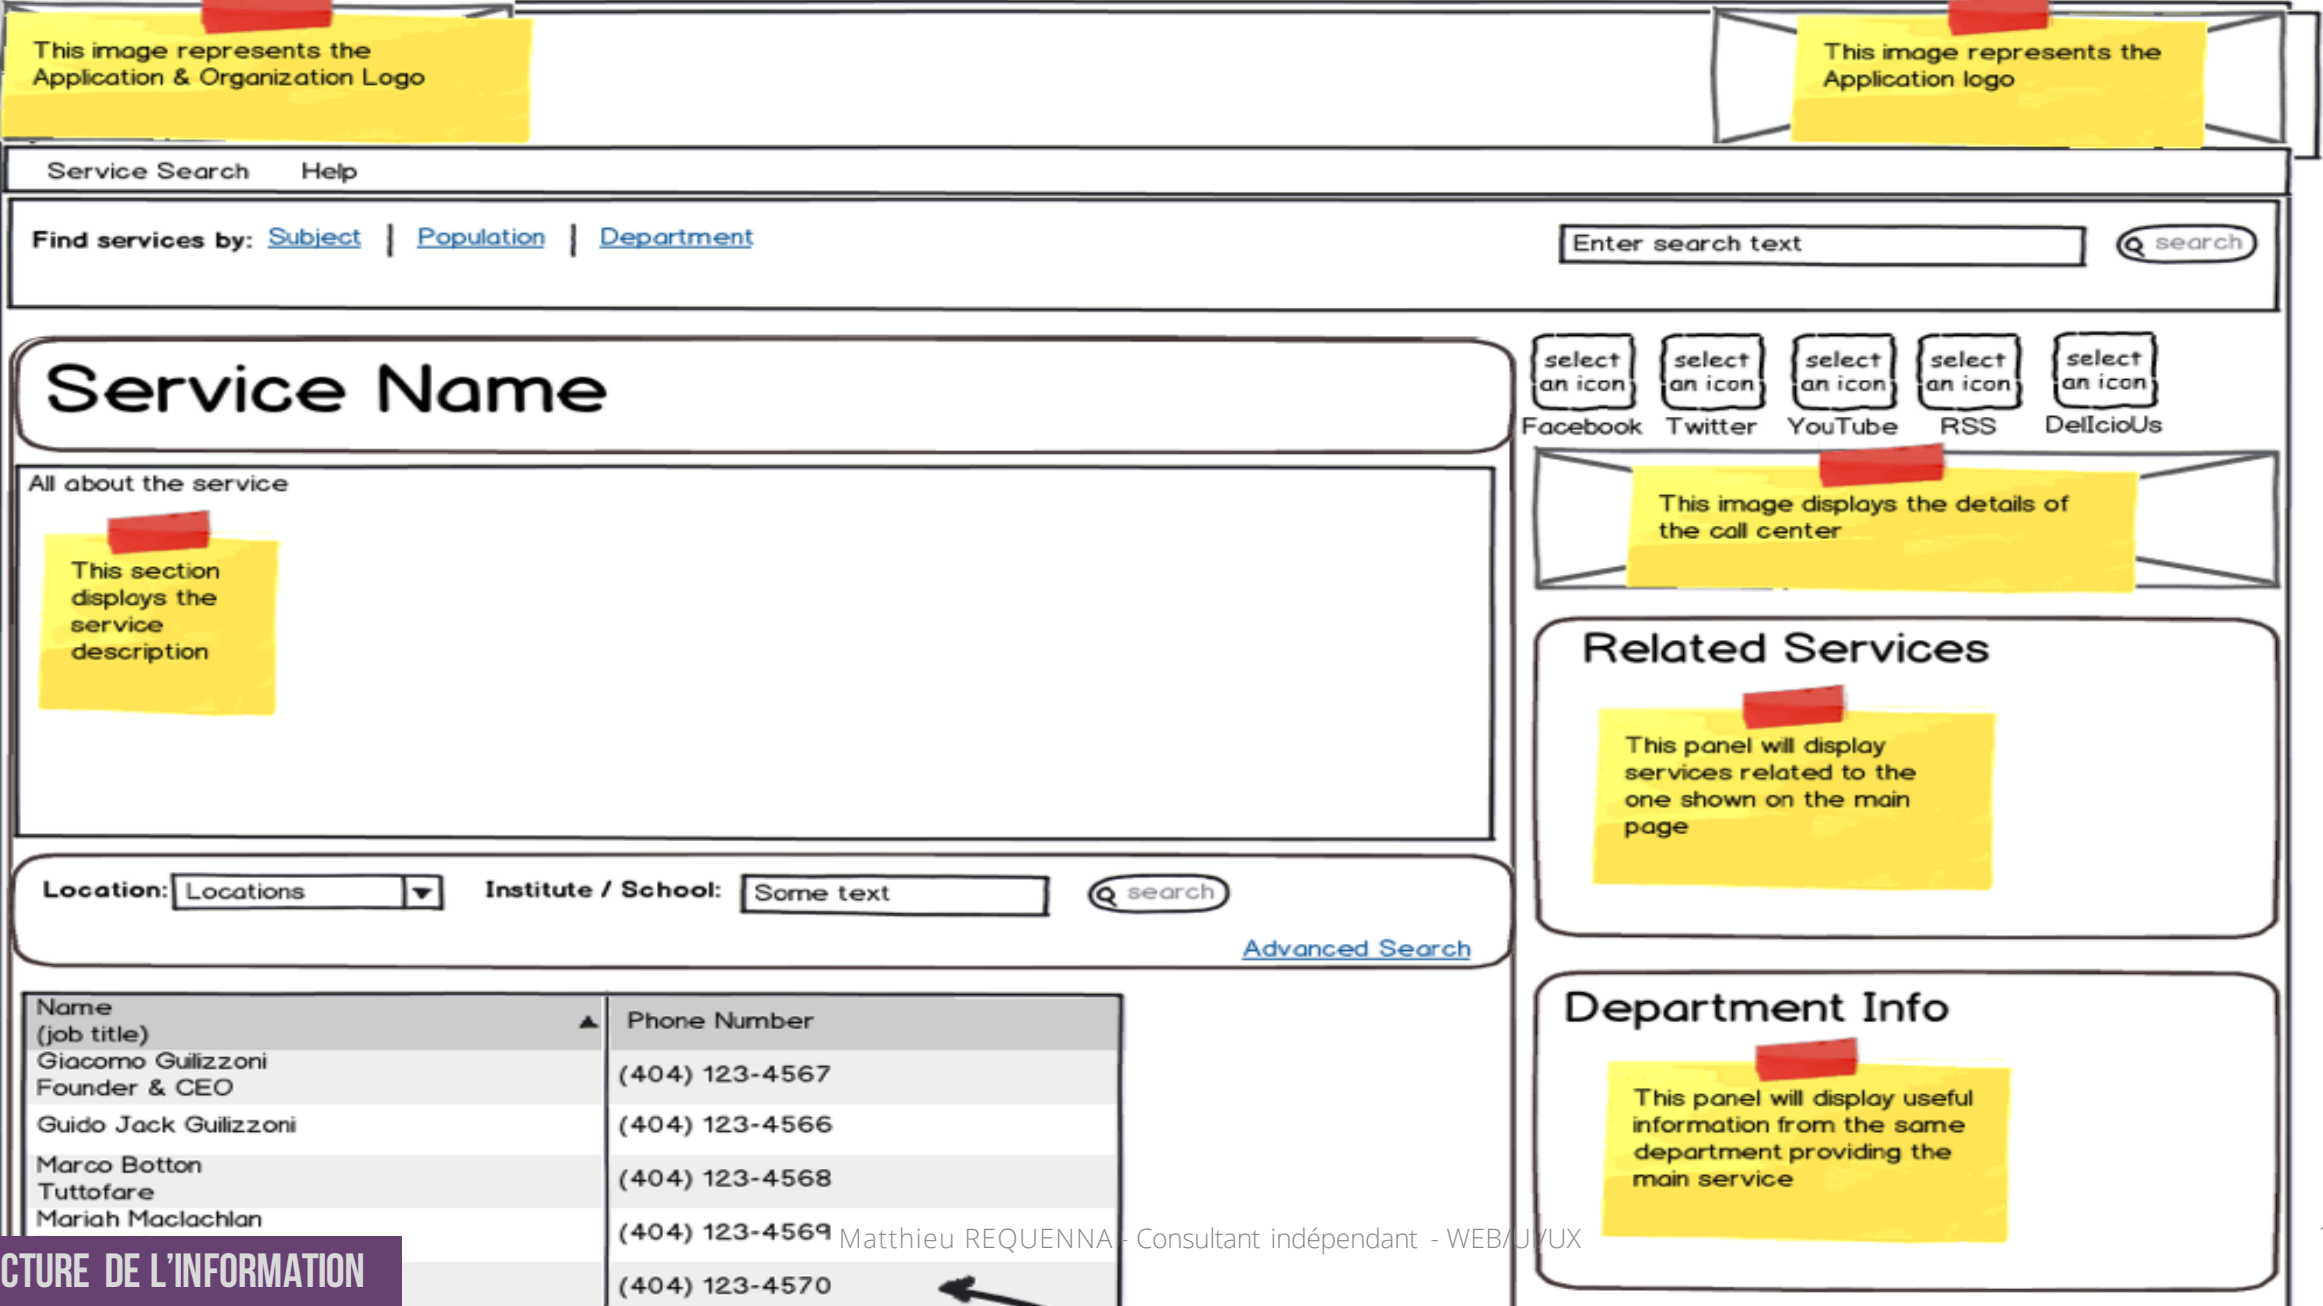 This image represents the
Application & Organization Logo
This image represents the
Application logo
Service Search Help
Find services by: Subject | Population | Department
Enter search text
search
Service Name
select
an icon
Facebook
select
an icon
Twitter
select
an icon
YouTube
select
an icon
RSS
select
an icon
DelIcioUs
All about the service
This section
displays the
service
description
This image displays the details of
the call center
Related Services
This panel will display
services related to the
one shown on the main
page
Location: Locations Institute / School: Some text search
Advanced Search
Department Info
This panel will display useful
information from the same
department providing the
main service
Name
(job title)
Phone Number
Giacomo Guilizzoni
Founder & CEO
(404) 123-4567
Guido Jack Guilizzoni
(404) 123-4566
Marco Botton
Tuttofare
(404) 123-4568
Mariah Maclachlan
(404) 123-4569
(404) 123-4570
Matthieu REQUENNA - Consultant indépendant - WEB/UI/UX
CTURE DE L’INFORMATION